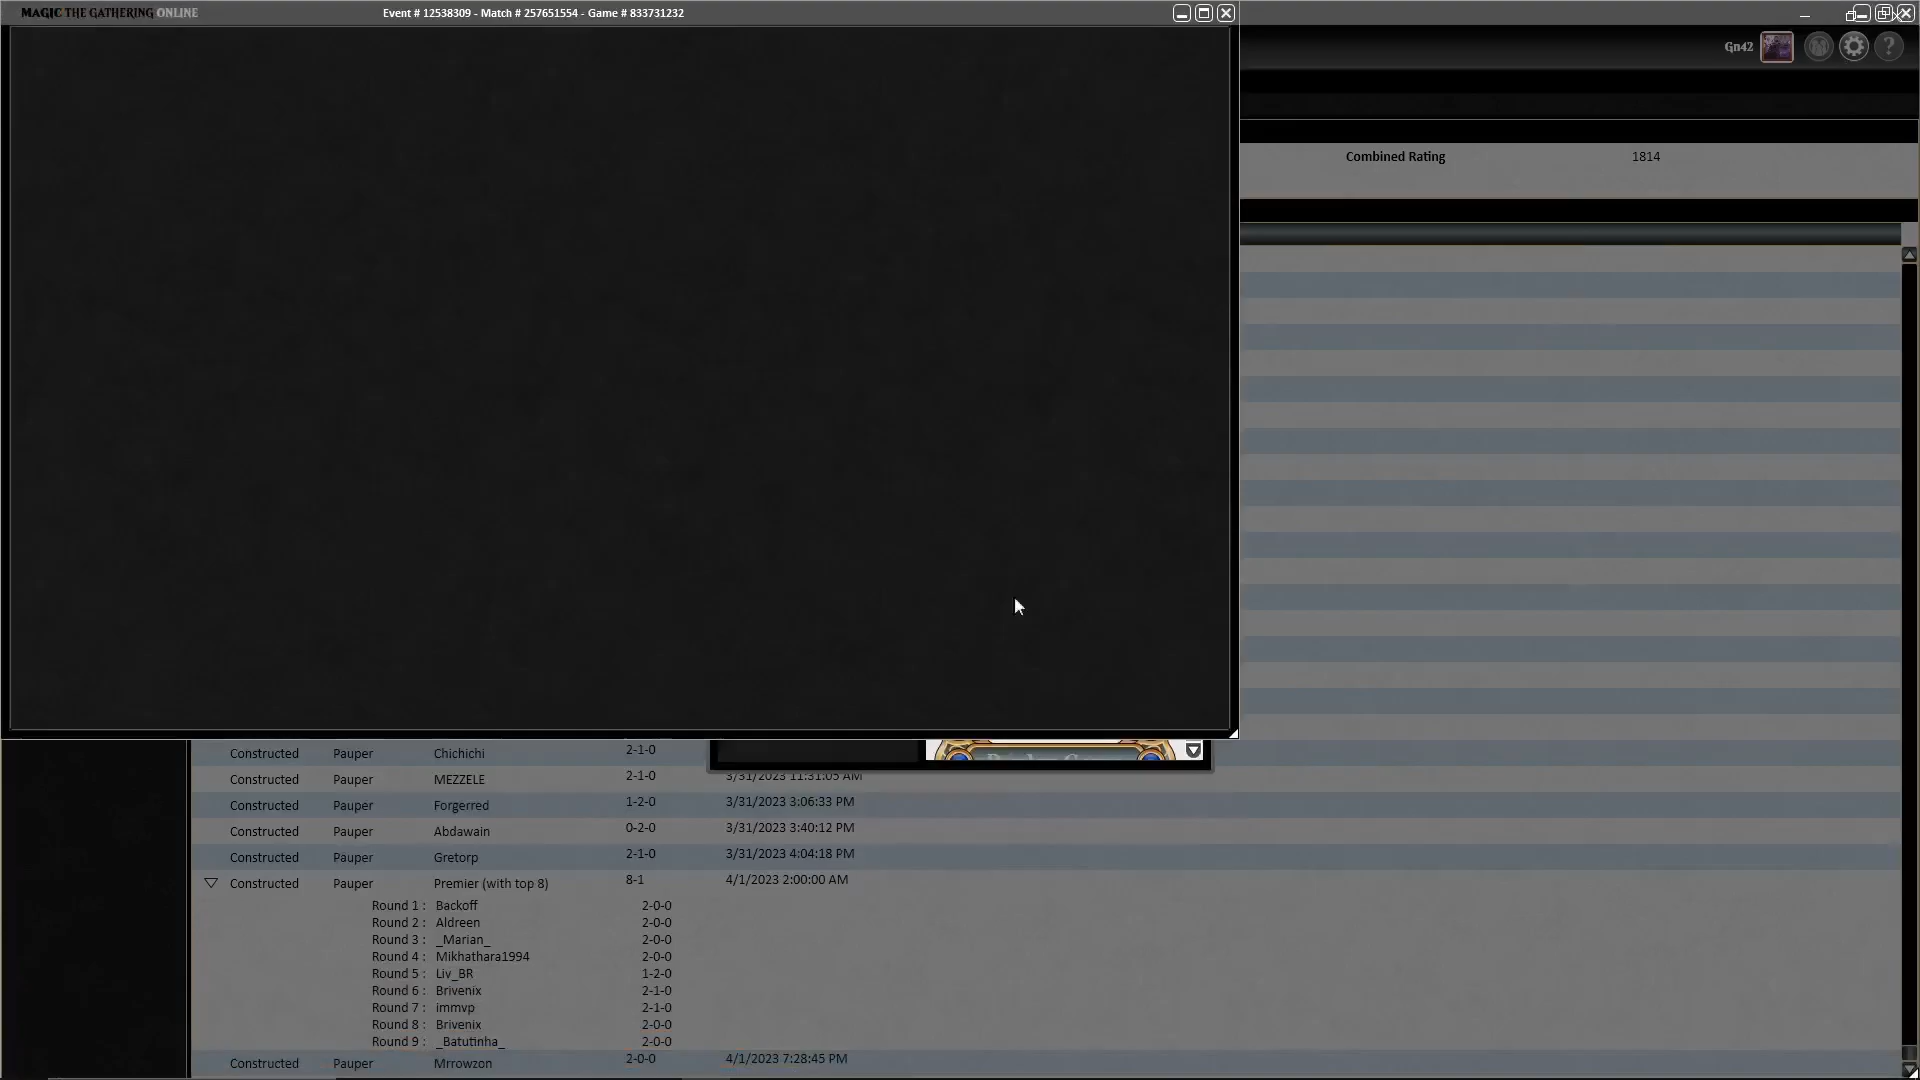 MAGIC THE GATHERING ONLINE
Event # 12538309 - Match # 257651554 - Game # 833731232
Gn42
?
Combined Rating 1814
Constructed Pauper Chichichi 2-1-0
Constructed Pauper MEZZELE 2-1-0 3/31/2023 11:31:05 AM
Constructed Pauper Forgerred 1-2-0 3/31/2023 3:06:33 PM
Constructed Pauper Abdawain 0-2-0 3/31/2023 3:40:12 PM
Constructed Pauper Gretorp 2-1-0 3/31/2023 4:04:18 PM
Constructed Pauper Premier (with top 8) 8-1 4/1/2023 2:00:00 AM
Round 1 : Backoff 2-0-0
Round 2 : Aldreen 2-0-0
Round 3 : _Marian_ 2-0-0
Round 4 : Mikhathara1994 2-0-0
Round 5 : Liv_BR 1-2-0
Round 6 : Brivenix 2-1-0
Round 7 : immvp 2-1-0
Round 8 : Brivenix 2-0-0
Round 9 : _Batutinha_ 2-0-0
Constructed Pauper Mrrowzon 2-0-0 4/1/2023 7:28:45 PM